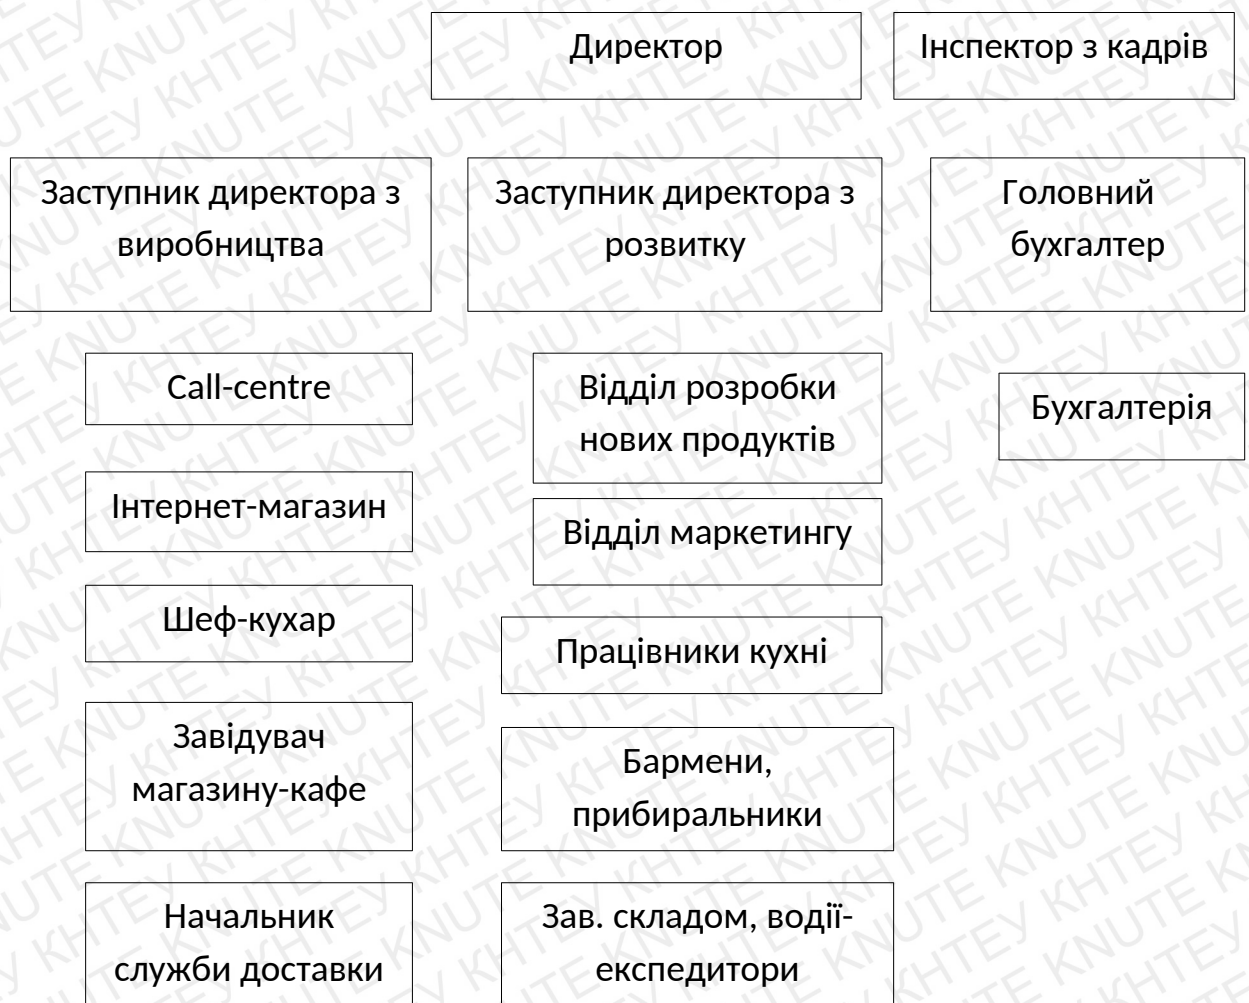 Директор
Інспектор з кадрів
Заступник директора з
виробництва
Заступник директора з
розвитку
Головний
бухгалтер
Call-centre
Відділ розробки
нових продуктів
Бухгалтерія
Інтернет-магазин
Відділ маркетингу
Шеф-кухар
Працівники кухні
Завідувач
магазину-кафе
Бармени,
прибиральники
Начальник
служби доставки
Зав. складом, водії-
експедитори